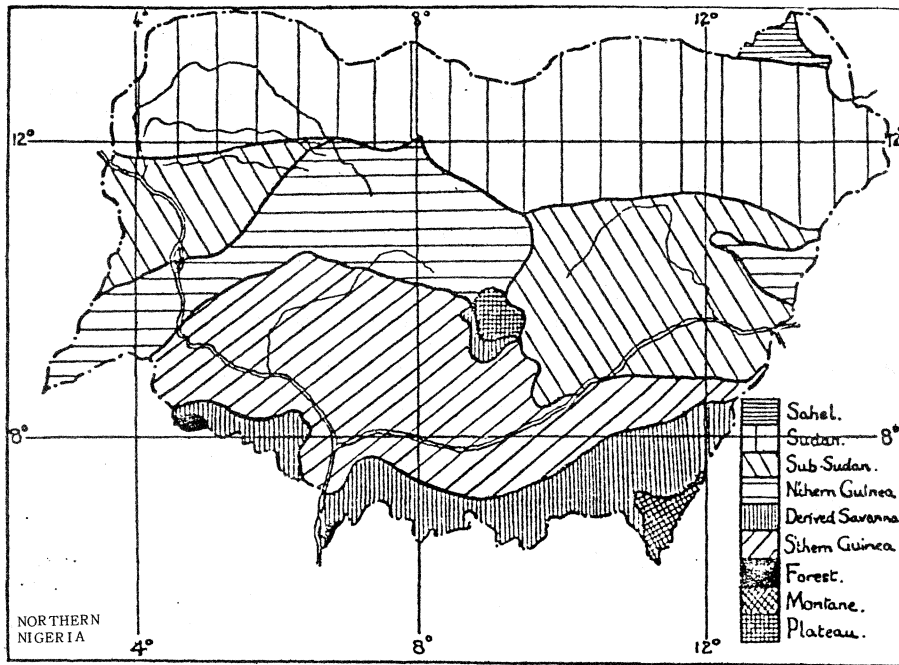 4° 8° 12°
12° 12°
8° 8°
Sahel.
Sudan.
Sub-Sudan.
N'thern Guinea
Derived Savanna
S'thern Guinea
Forest.
Montane.
Plateau.
NORTHERN
NIGERIA
4° 8° 12°